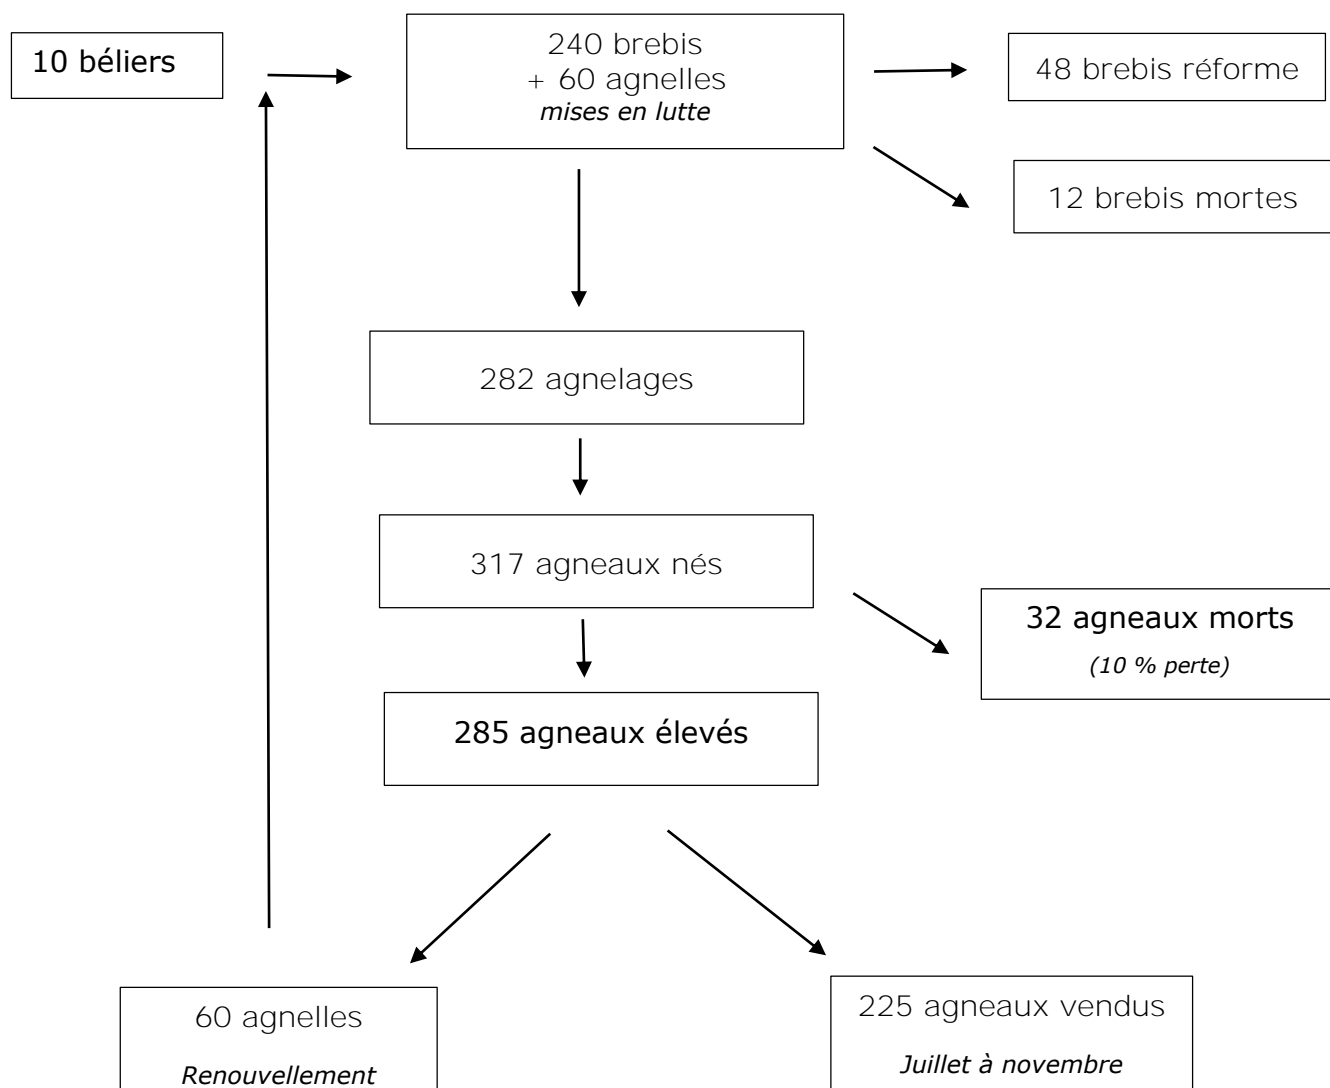 10 béliers
240 brebis
+ 60 agnelles
mises en lutte
48 brebis réforme
12 brebis mortes
282 agnelages
317 agneaux nés
32 agneaux morts
(10 % perte)
285 agneaux élevés
60 agnelles
Renouvellement
225 agneaux vendus
Juillet à novembre